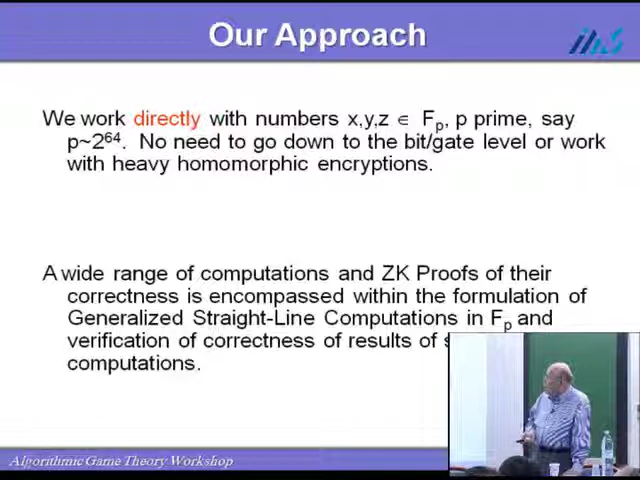 Our Approach
ims
We work directly with numbers x,y,z ∈ Fₚ, p prime, say
p~2⁶⁴. No need to go down to the bit/gate level or work
with heavy homomorphic encryptions.
A wide range of computations and ZK Proofs of their
correctness is encompassed within the formulation of
Generalized Straight-Line Computations in Fₚ and
verification of correctness of results of
computations.
Algorithmic Game Theory Workshop